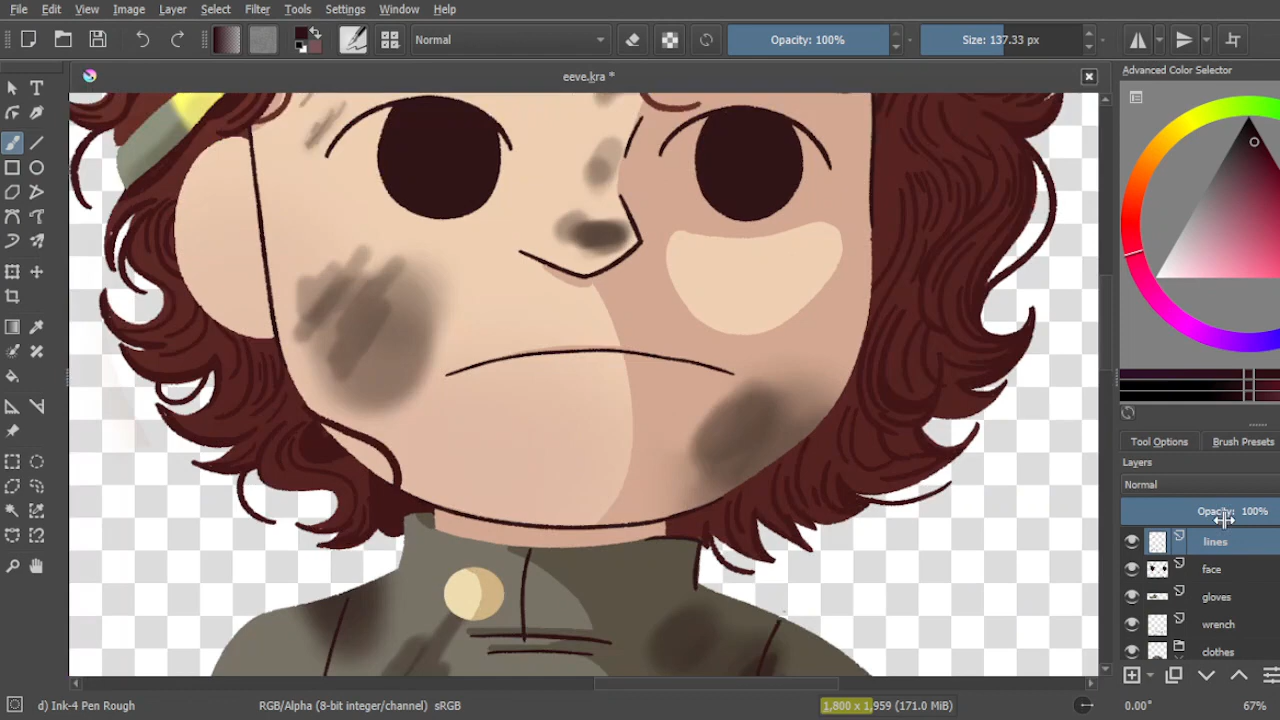 File Edit View Image Layer Select Filter Tools Settings Window Help
Normal Opacity: 100% Size: 137.33 px
eeve.kra *
Advanced Color Selector
Tool Options Brush Presets
Layers
Normal
Opacity: 100%
lines
face
gloves
wrench
clothes
d) Ink-4 Pen Rough RGB/Alpha (8-bit integer/channel) sRGB 1,800 x 1,959 (171.0 MiB) 0.00° 67%